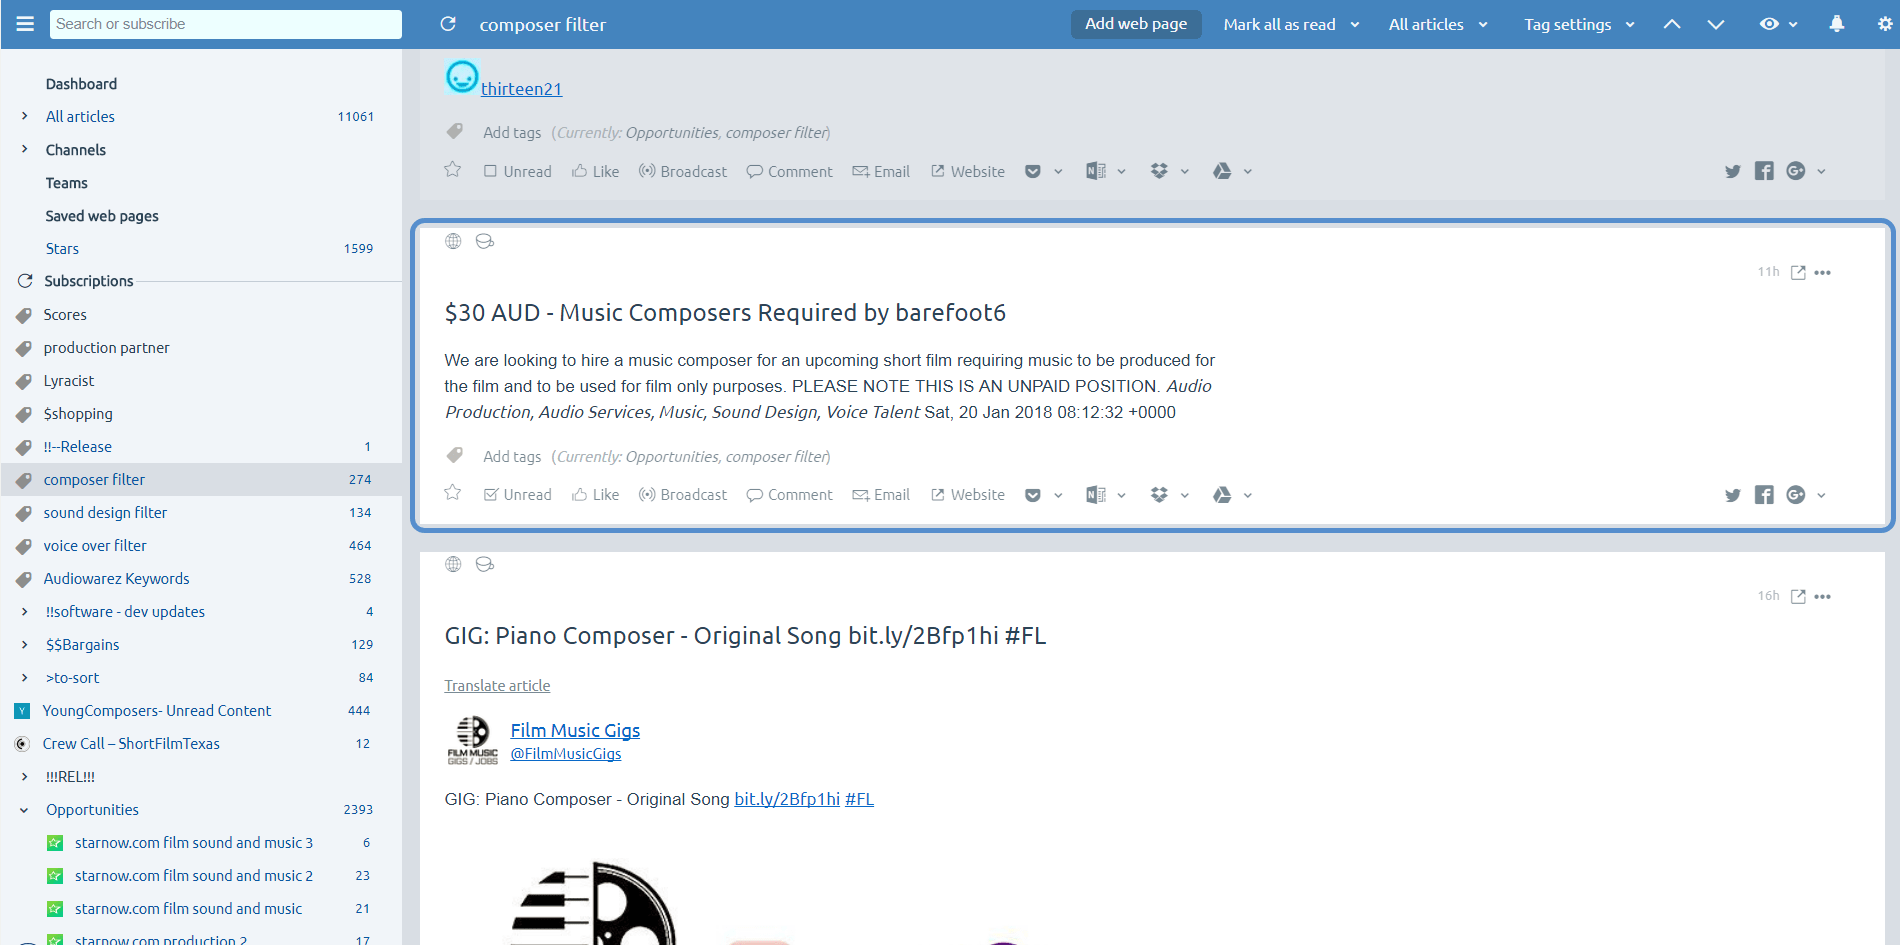 Search or subscribe
composer filter
Add web page
Mark all as read
All articles
Tag settings
Dashboard
All articles 11061
Channels
Teams
Saved web pages
Stars 1599
Subscriptions
Scores
production partner
Lyracist
$shopping
!!--Release 1
composer filter 274
sound design filter 134
voice over filter 464
Audiowarez Keywords 528
!!software - dev updates 4
$$Bargains 129
>to-sort 84
Y YoungComposers- Unread Content 444
Crew Call – ShortFilmTexas 12
!!!REL!!!
Opportunities 2393
starnow.com film sound and music 3 6
starnow.com film sound and music 2 23
starnow.com film sound and music 21
starnow.com production 2 17
thirteen21
Add tags (Currently: Opportunities, composer filter)
Unread Like Broadcast Comment Email Website
11h
$30 AUD - Music Composers Required by barefoot6
We are looking to hire a music composer for an upcoming short film requiring music to be produced for
the film and to be used for film only purposes. PLEASE NOTE THIS IS AN UNPAID POSITION. Audio
Production, Audio Services, Music, Sound Design, Voice Talent Sat, 20 Jan 2018 08:12:32 +0000
Add tags (Currently: Opportunities, composer filter)
Unread Like Broadcast Comment Email Website
16h
GIG: Piano Composer - Original Song bit.ly/2Bfp1hi #FL
Translate article
FILM MUSIC
GIGS / JOBS
Film Music Gigs
@FilmMusicGigs
GIG: Piano Composer - Original Song bit.ly/2Bfp1hi #FL